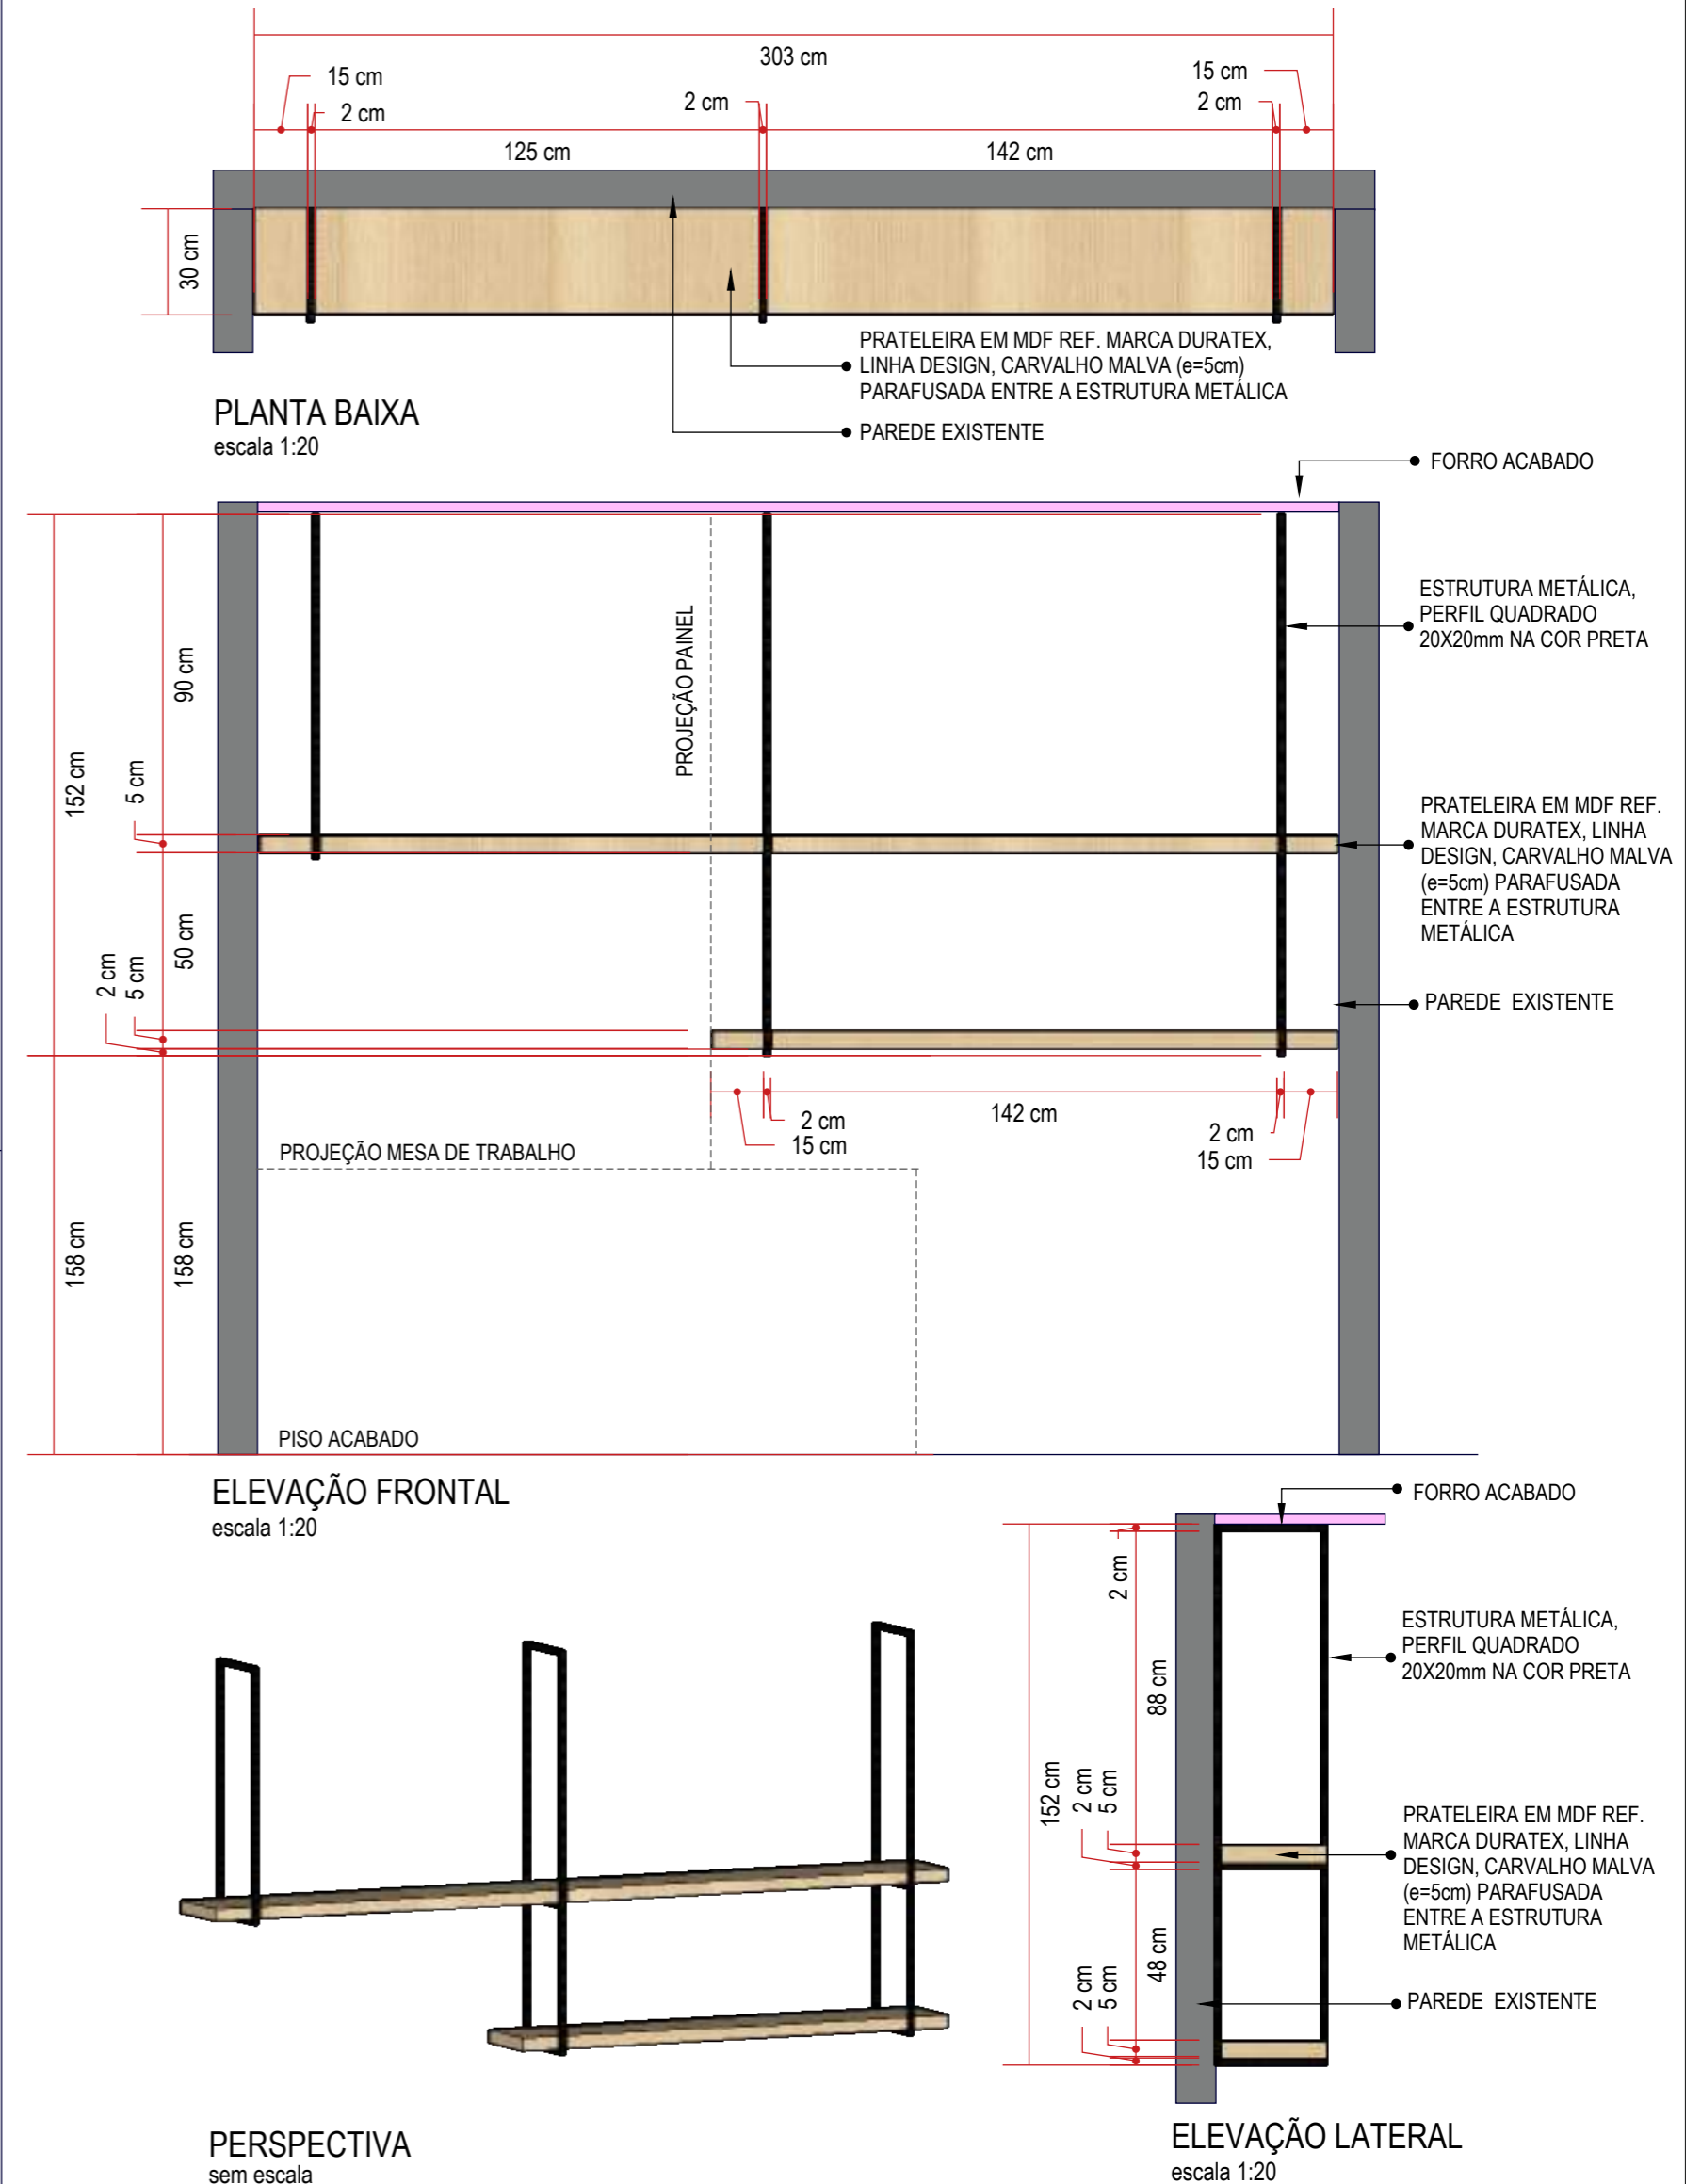 303 cm
15 cm
15 cm
2 cm
2 cm
2 cm
125 cm
142 cm
30 cm
PRATELEIRA EM MDF REF. MARCA DURATEX,
LINHA DESIGN, CARVALHO MALVA (e=5cm)
PARAFUSADA ENTRE A ESTRUTURA METÁLICA
PAREDE EXISTENTE
PLANTA BAIXA
escala 1:20
FORRO ACABADO
ESTRUTURA METÁLICA,
PERFIL QUADRADO
20X20mm NA COR PRETA
PROJEÇÃO PAINEL
90 cm
152 cm
5 cm
PRATELEIRA EM MDF REF.
MARCA DURATEX, LINHA
DESIGN, CARVALHO MALVA
(e=5cm) PARAFUSADA
ENTRE A ESTRUTURA
METÁLICA
50 cm
2 cm
5 cm
PAREDE EXISTENTE
2 cm
15 cm
142 cm
2 cm
15 cm
PROJEÇÃO MESA DE TRABALHO
158 cm
158 cm
PISO ACABADO
ELEVAÇÃO FRONTAL
escala 1:20
FORRO ACABADO
2 cm
ESTRUTURA METÁLICA,
PERFIL QUADRADO
20X20mm NA COR PRETA
88 cm
152 cm
2 cm
5 cm
PRATELEIRA EM MDF REF.
MARCA DURATEX, LINHA
DESIGN, CARVALHO MALVA
(e=5cm) PARAFUSADA
ENTRE A ESTRUTURA
METÁLICA
48 cm
2 cm
5 cm
PAREDE EXISTENTE
PERSPECTIVA
sem escala
ELEVAÇÃO LATERAL
escala 1:20